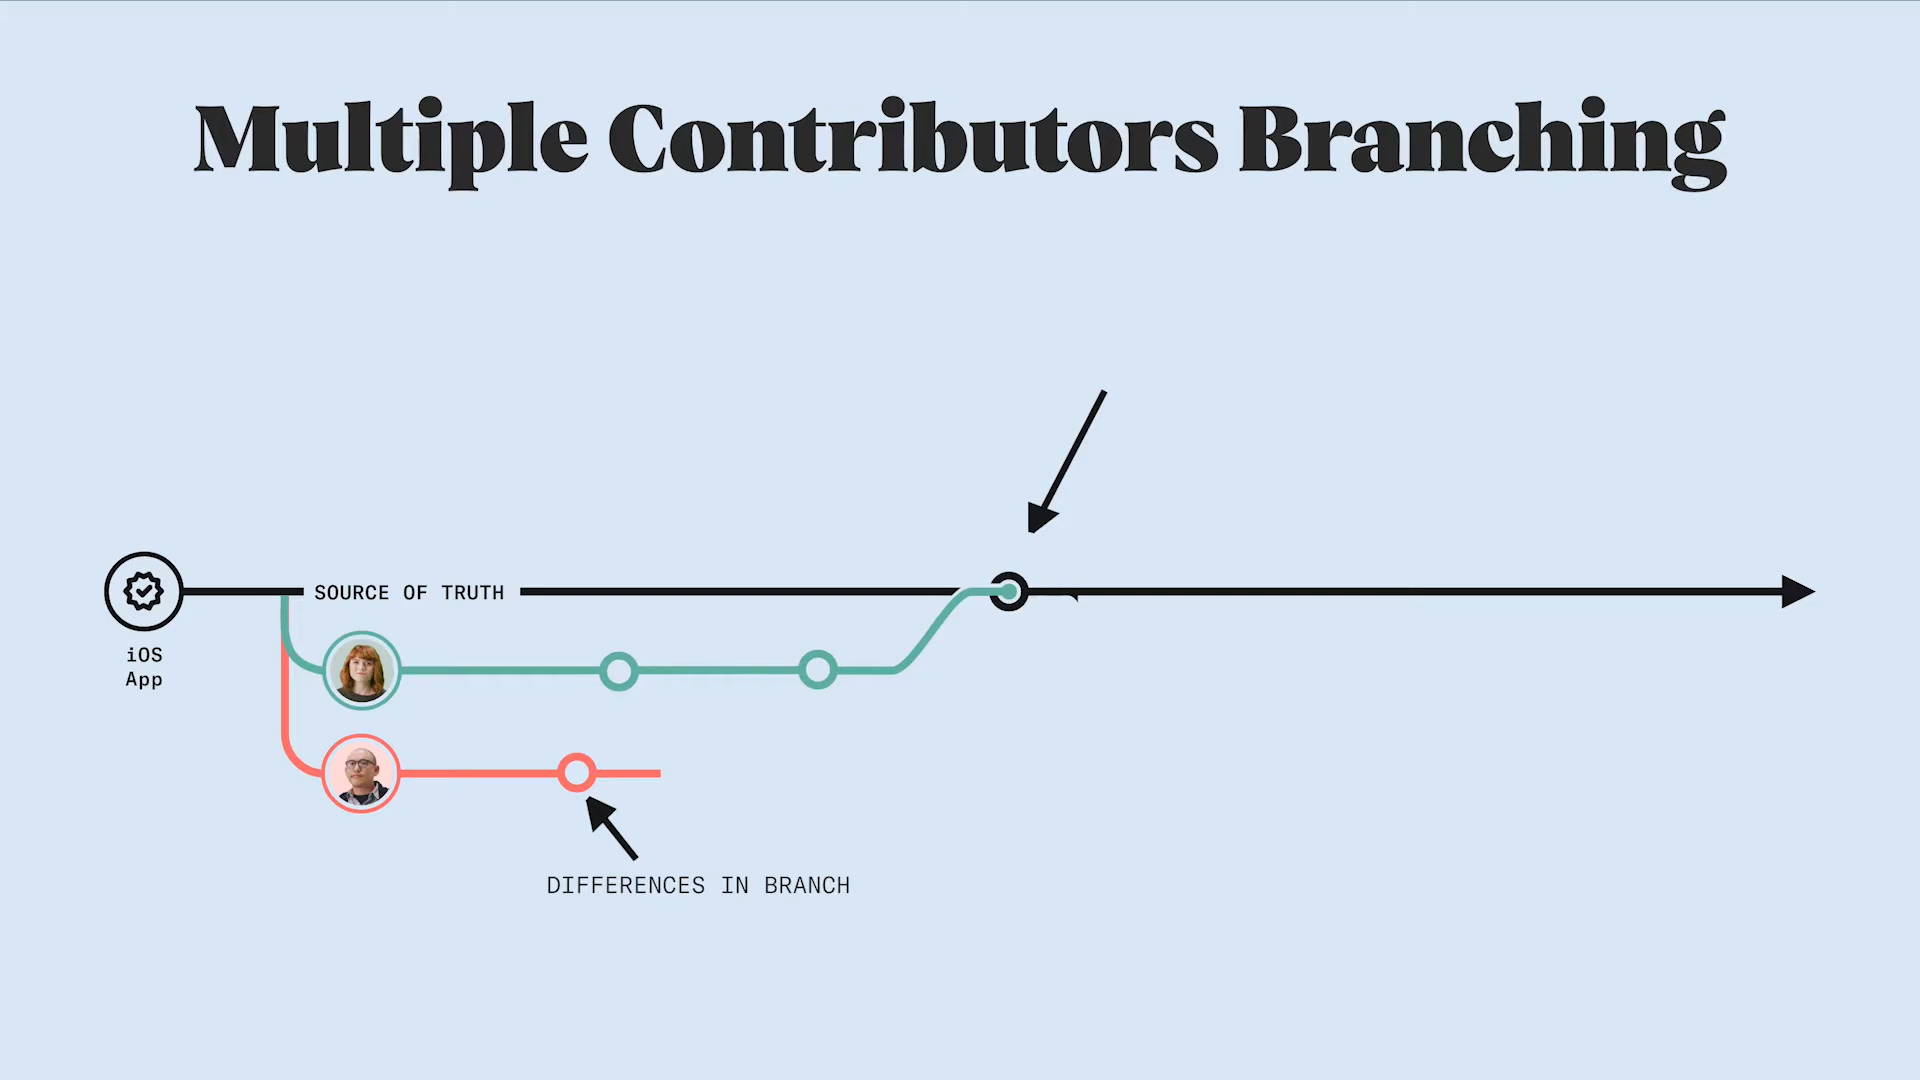 Multiple Contributors Branching
SOURCE OF TRUTH
iOS
App
DIFFERENCES IN BRANCH